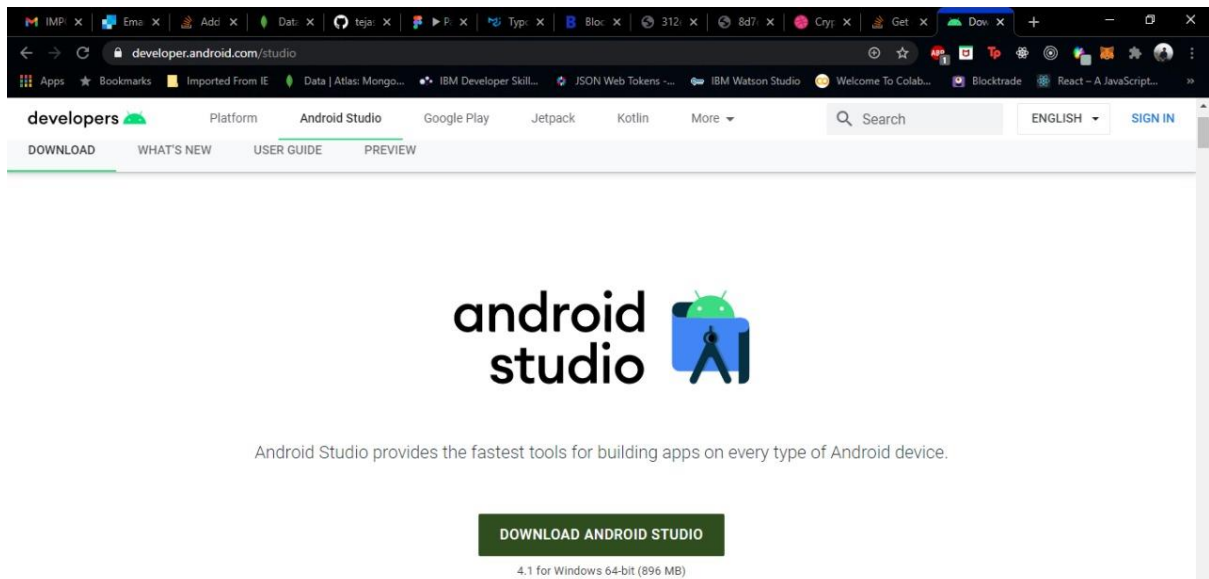 IMPO Ema Add Data teja: P: Typo Bloc 312 8d7 Cryp Get Dow
developer.android.com/studio
Apps Bookmarks Imported From IE Data | Atlas: Mongo... IBM Developer Skill... JSON Web Tokens -... IBM Watson Studio Welcome To Colab... Blocktrade React – A JavaScript...
developers Platform Android Studio Google Play Jetpack Kotlin More Search ENGLISH SIGN IN
DOWNLOAD WHAT'S NEW USER GUIDE PREVIEW
android
studio
Android Studio provides the fastest tools for building apps on every type of Android device.
DOWNLOAD ANDROID STUDIO
4.1 for Windows 64-bit (896 MB)